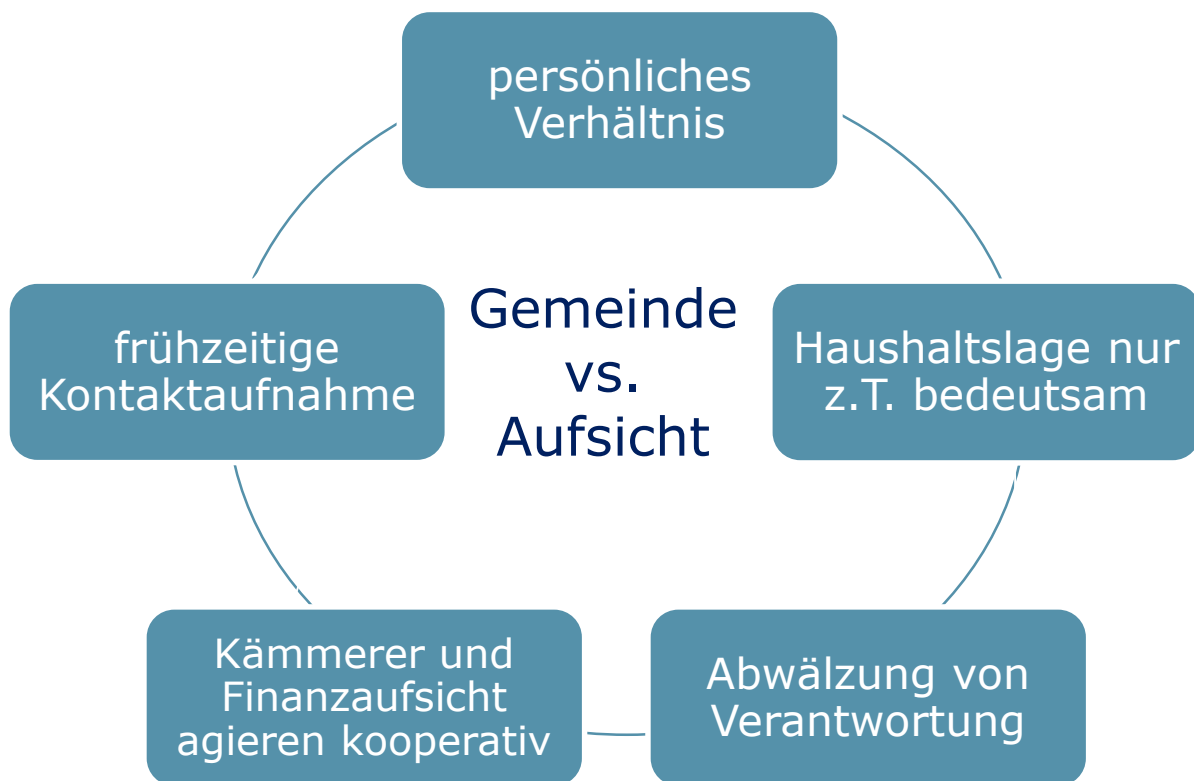 persönliches
Verhältnis
Gemeinde
vs.
Aufsicht
frühzeitige
Kontaktaufnahme
Haushaltslage nur
z.T. bedeutsam
Kämmerer und
Finanzaufsicht
agieren kooperativ
Abwälzung von
Verantwortung